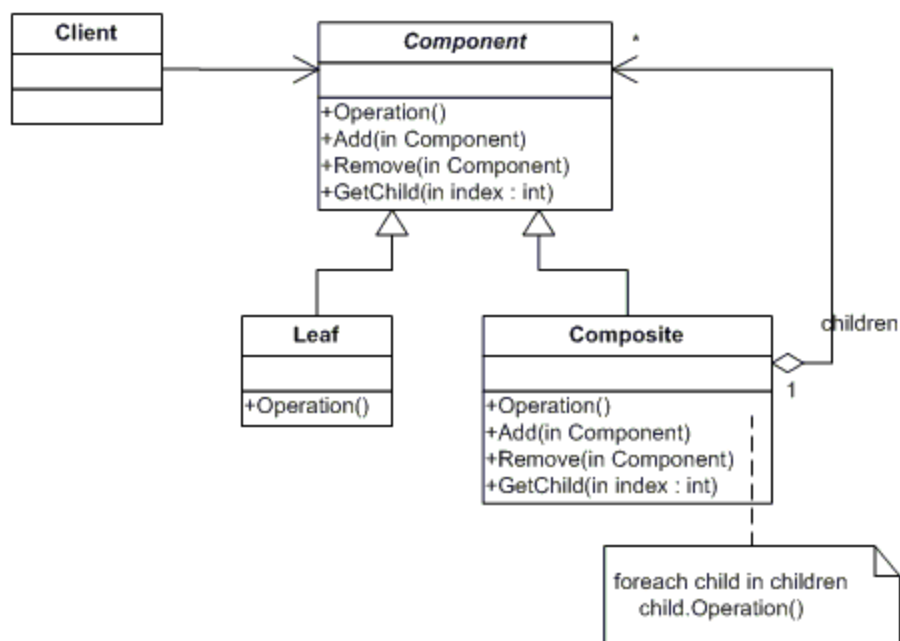 Client
Component
*
+Operation()
+Add(in Component)
+Remove(in Component)
+GetChild(in index : int)
children
Leaf
+Operation()
Composite
1
+Operation()
+Add(in Component)
+Remove(in Component)
+GetChild(in index : int)
foreach child in children
child.Operation()